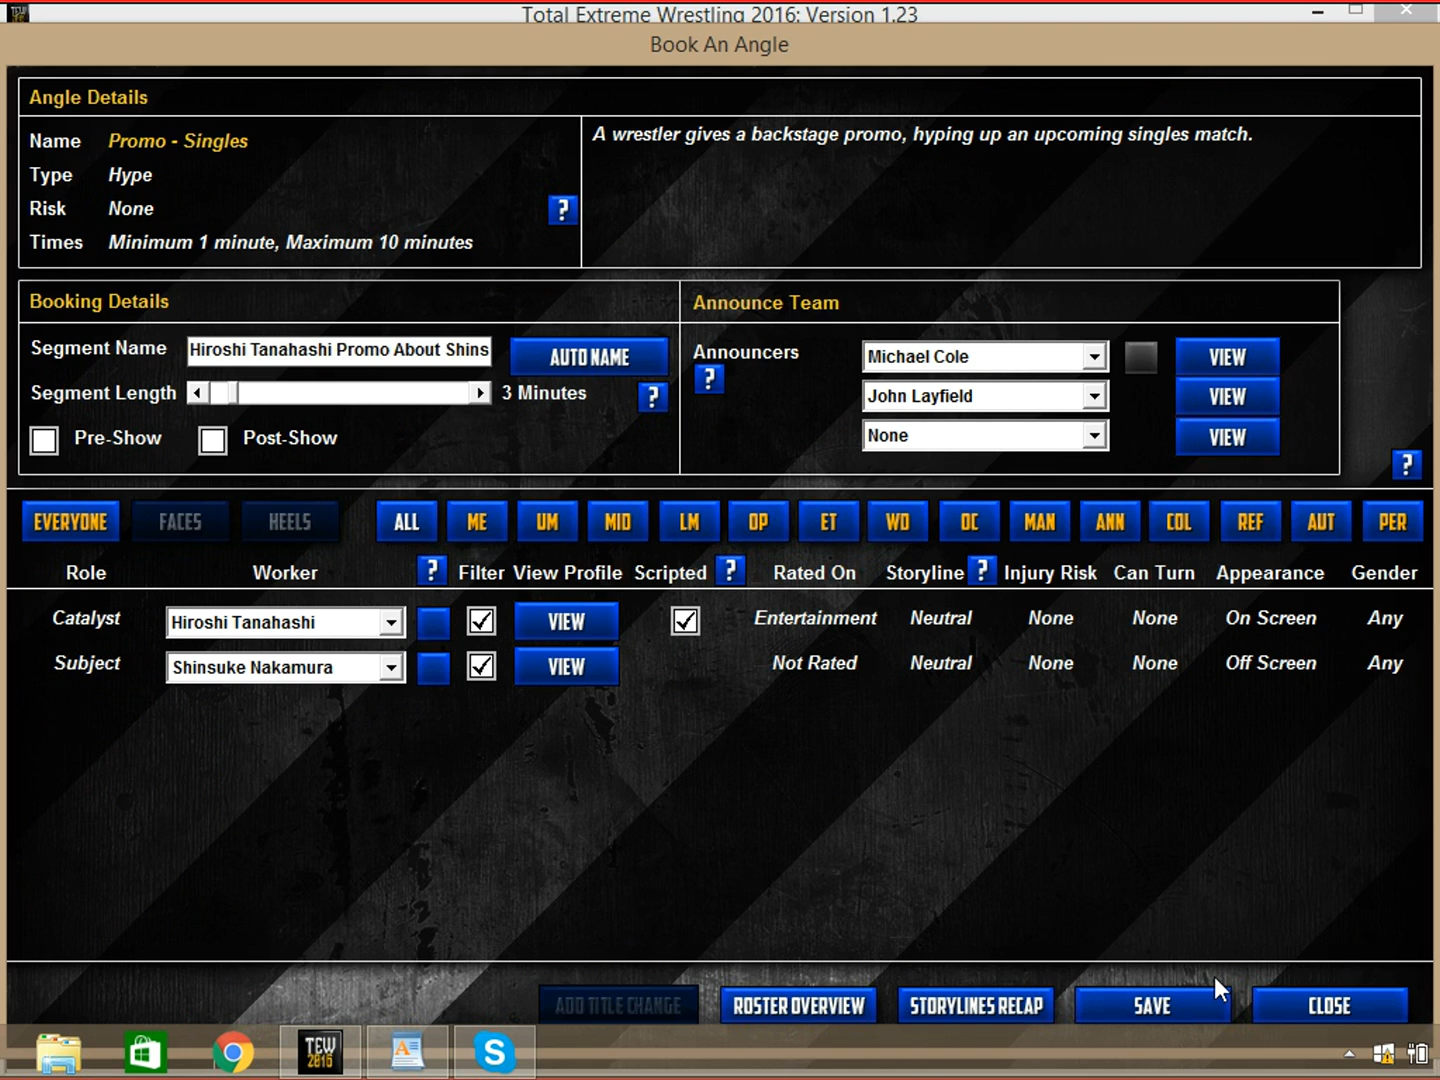 Total Extreme Wrestling 2016: Version 1.23
Book An Angle
Angle Details
Name Promo - Singles
Type Hype
Risk None
?
Times Minimum 1 minute, Maximum 10 minutes
A wrestler gives a backstage promo, hyping up an upcoming singles match.
Booking Details
Segment Name Hiroshi Tanahashi Promo About Shins AUTO NAME
Segment Length 3 Minutes ?
Pre-Show Post-Show
Announce Team
Announcers Michael Cole VIEW
? John Layfield VIEW
None VIEW
?
EVERYONE FACES HEELS ALL ME UM MID LM OP ET WO OC MAN ANN COL REF AUT PER
Role Worker ? Filter View Profile Scripted ? Rated On Storyline ? Injury Risk Can Turn Appearance Gender
Catalyst Hiroshi Tanahashi VIEW Entertainment Neutral None None On Screen Any
Subject Shinsuke Nakamura VIEW Not Rated Neutral None None Off Screen Any
ADD TITLE CHANGE ROSTER OVERVIEW STORYLINES RECAP SAVE CLOSE
TEW 2016